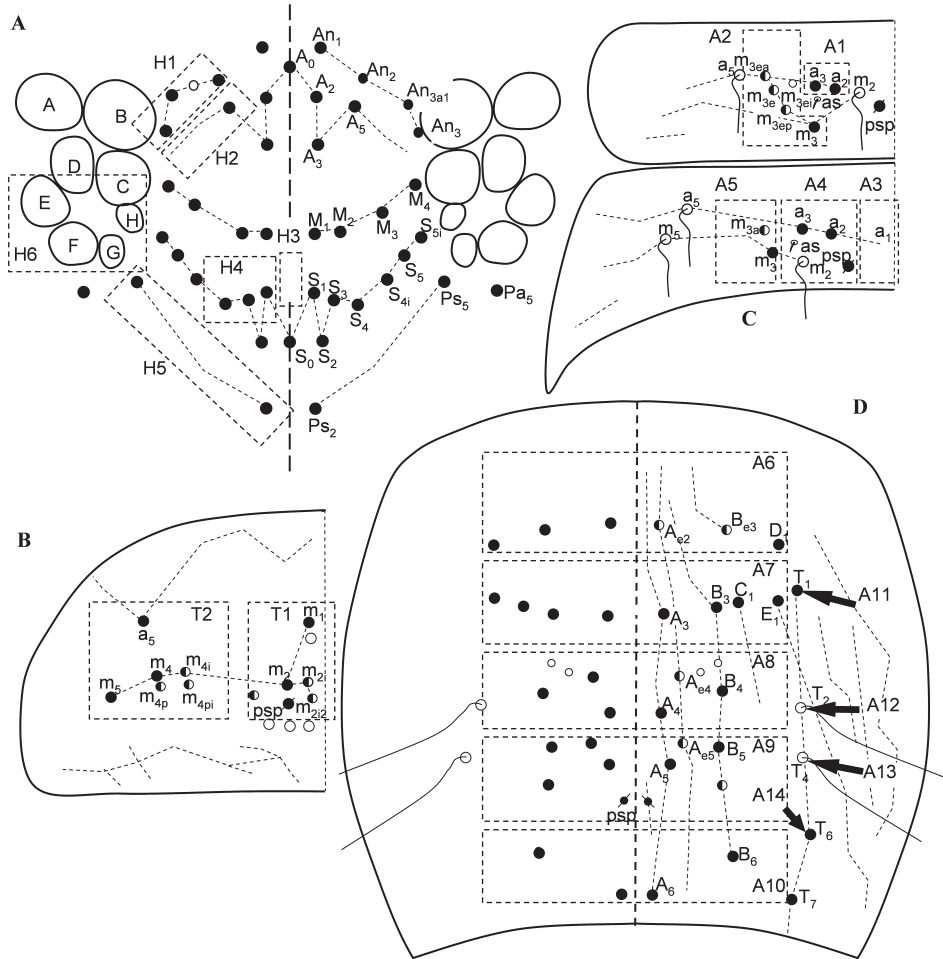 A
An1
H1
A0
A2
An2
An3a1
An3
A5
A3
A
B
H2
D
C
E
H
F
G
H6
M4
M3
M1
M2
H3
H4
S5i
S5
S4i
S4
S3
S1
S0
S2
Ps5
Pa5
H5
Ps2
A2
A1
a5
m3ea
a3
a2
m2
m3e
m3ei
as
m3ep
m3
psp
A5
A4
A3
a5
a3
a2
a1
m3a
m5
as
m3
m2
psp
C
D
B
T2
T1
a5
m1
m4
m4i
m2
m2i
m5
m4p
m4pi
psp
m2i2
A6
Ae2
Be3
D1
A7
T1
A11
A3
B3
C1
E1
A8
Ae4
B4
T2
A12
A4
A9
Ae5
B5
A5
T4
A13
A14
psp
T6
B6
A6
A10
T7